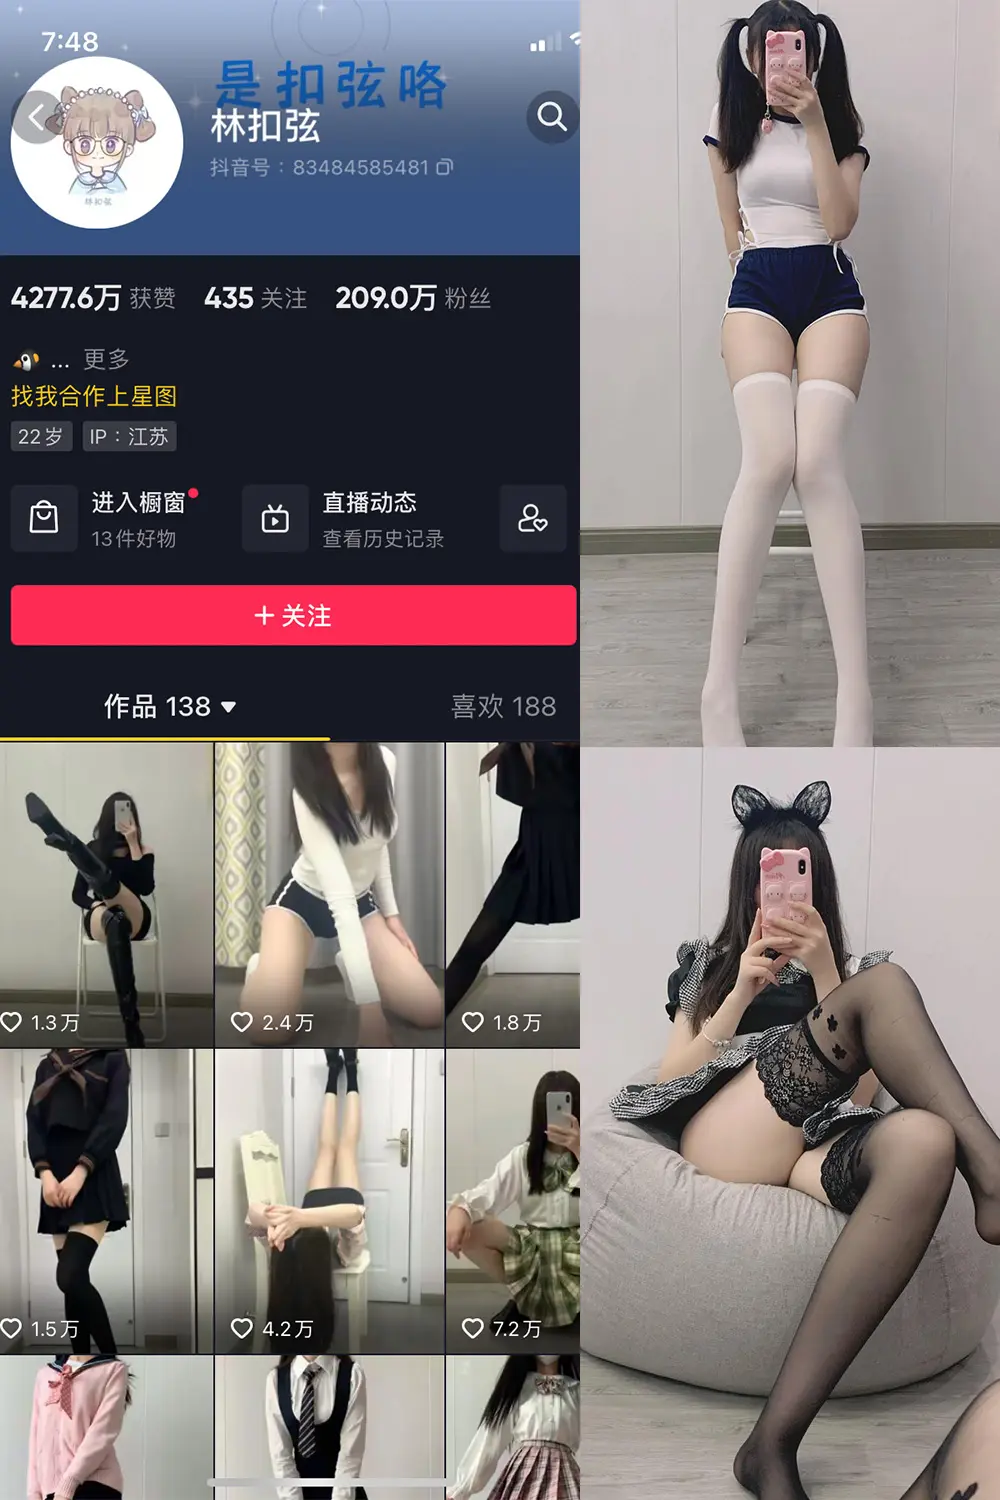 7:48
是扣弦咯
林扣弦
抖音号：83484585481
林扣弦
4277.6万 获赞 435 关注 209.0万 粉丝
... 更多
找我合作上星图
22岁 IP：江苏
进入橱窗 直播动态
13件好物 查看历史记录
+ 关注
作品 138 喜欢 188
1.3万 2.4万 1.8万
1.5万 4.2万 7.2万